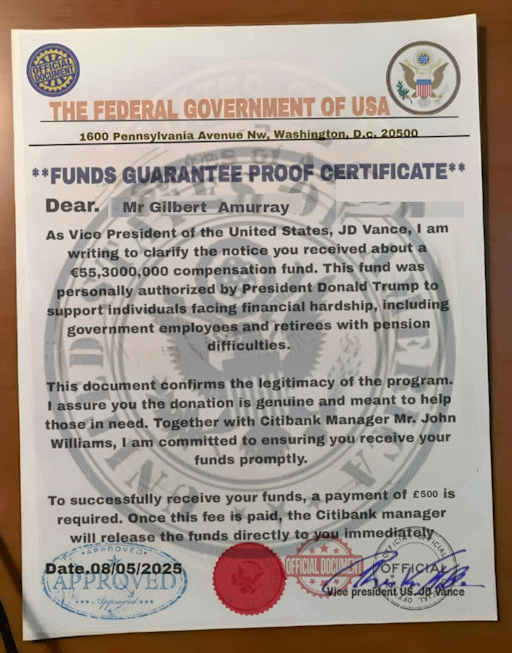 OFFICIAL
DOCUMENT
THE FEDERAL GOVERNMENT OF USA
1600 Pennsylvania Avenue Nw, Washington, D.c. 20500
**FUNDS GUARANTEE PROOF CERTIFICATE**
Dear. Mr Gilbert Amurray
As Vice President of the United States, JD Vance, I am
writing to clarify the notice you received about a
€55,3000,000 compensation fund. This fund was
personally authorized by President Donald Trump to
support individuals facing financial hardship, including
government employees and retirees with pension
difficulties.
This document confirms the legitimacy of the program.
I assure you the donation is genuine and meant to help
those in need. Together with Citibank Manager Mr. John
Williams, I am committed to ensuring you receive your
funds promptly.
To successfully receive your funds, a payment of £500 is
required. Once this fee is paid, the Citibank manager
will release the funds directly to you immediately
APPROVED
Date.08/05/2025
APPROVED
Approved
OFFICIAL DOCUMENT
OFFICIAL
Vice president US. JD Vance